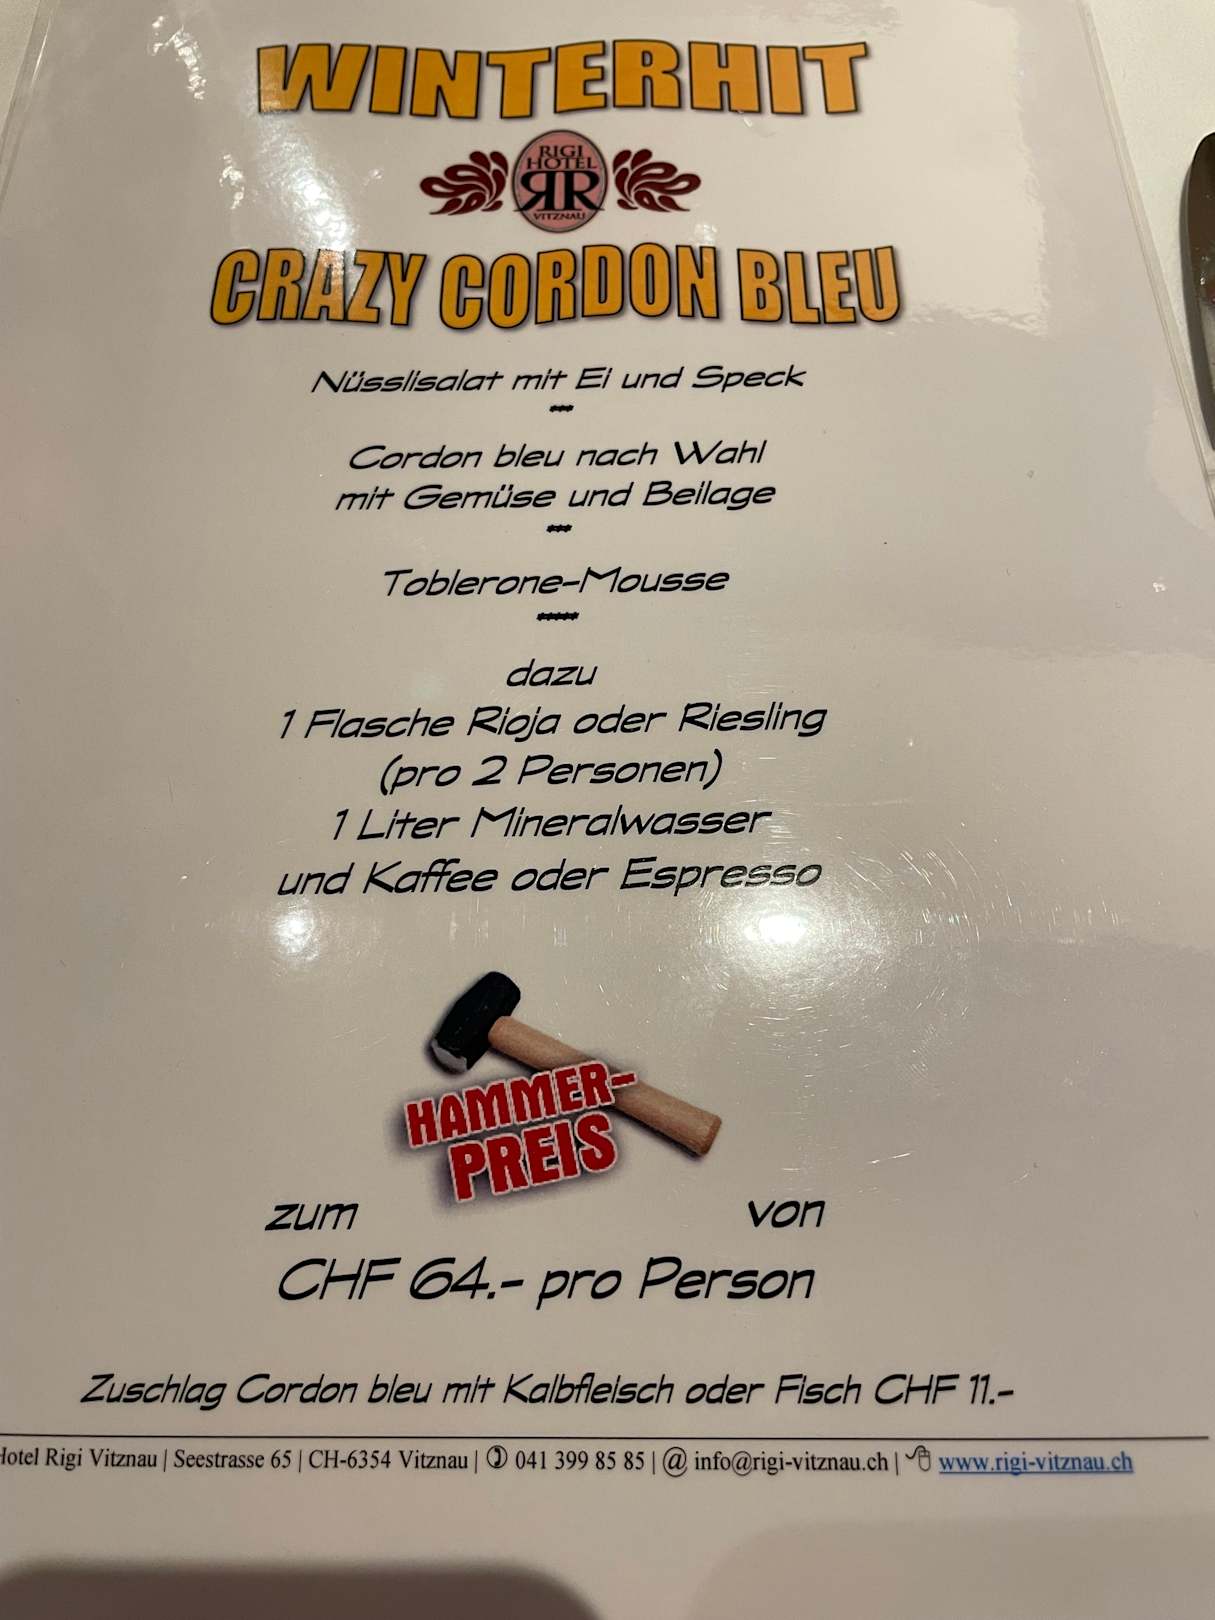 WINTERHIT
RIGI
HOTEL
RR
VITZNAU
CRAZY CORDON BLEU
Nüsslisalat mit Ei und Speck
***
Cordon bleu nach Wahl
mit Gemüse und Beilage
***
Toblerone-Mousse
*****
dazu
1 Flasche Rioja oder Riesling
(pro 2 Personen)
1 Liter Mineralwasser
und Kaffee oder Espresso
HAMMER-
PREIS
zum von
CHF 64.- pro Person
Zuschlag Cordon bleu mit Kalbfleisch oder Fisch CHF 11.-
Hotel Rigi Vitznau | Seestrasse 65 | CH-6354 Vitznau | 041 399 85 85 | @ info@rigi-vitznau.ch | www.rigi-vitznau.ch